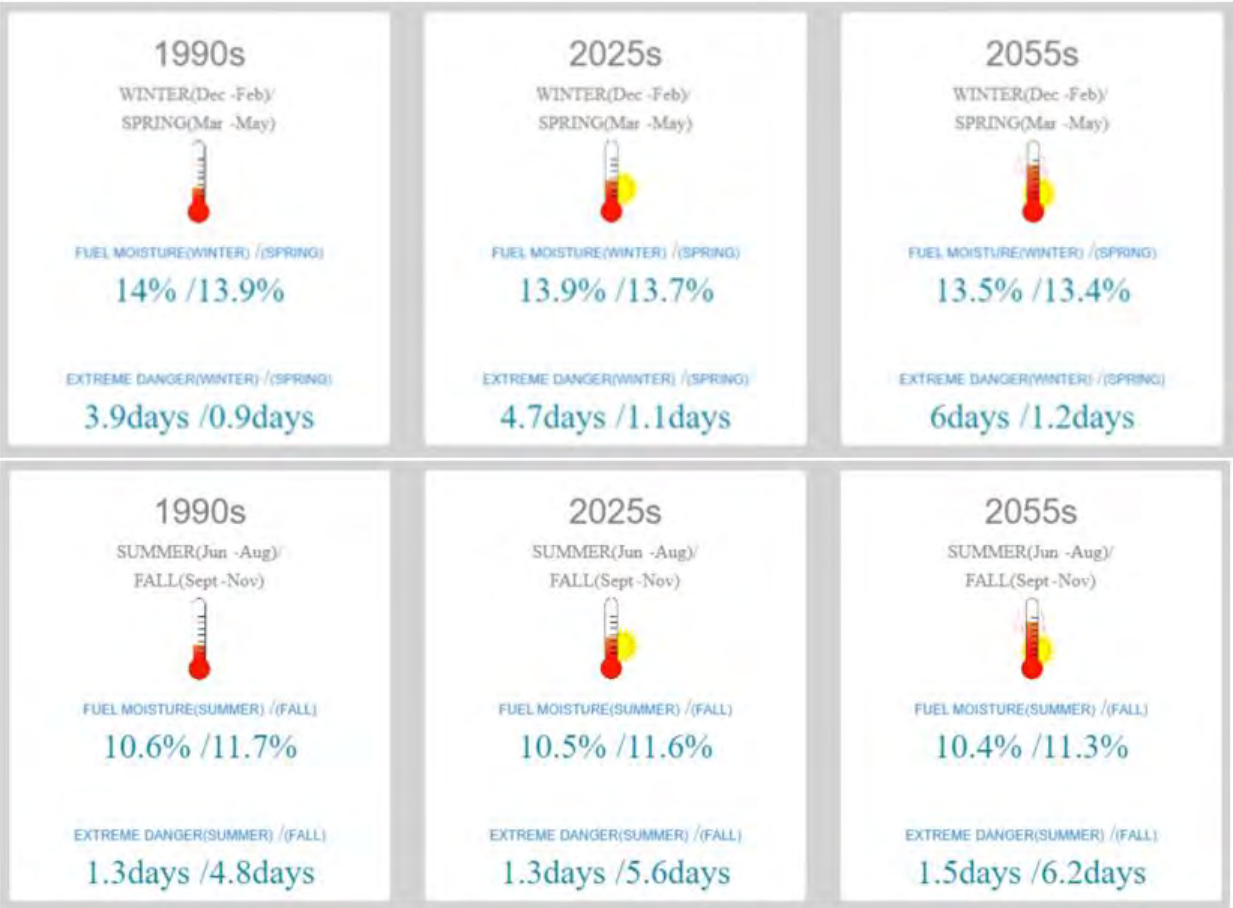 1990s
WINTER(Dec -Feb)/
SPRING(Mar -May)
FUEL MOISTURE(WINTER) /(SPRING)
14% /13.9%
EXTREME DANGER(WINTER) /(SPRING)
3.9days /0.9days
2025s
WINTER(Dec -Feb)/
SPRING(Mar -May)
FUEL MOISTURE(WINTER) /(SPRING)
13.9% /13.7%
EXTREME DANGER(WINTER) /(SPRING)
4.7days /1.1days
2055s
WINTER(Dec -Feb)/
SPRING(Mar -May)
FUEL MOISTURE(WINTER) /(SPRING)
13.5% /13.4%
EXTREME DANGER(WINTER) /(SPRING)
6days /1.2days
1990s
SUMMER(Jun -Aug)/
FALL(Sept -Nov)
FUEL MOISTURE(SUMMER) /(FALL)
10.6% /11.7%
EXTREME DANGER(SUMMER) /(FALL)
1.3days /4.8days
2025s
SUMMER(Jun -Aug)/
FALL(Sept -Nov)
FUEL MOISTURE(SUMMER) /(FALL)
10.5% /11.6%
EXTREME DANGER(SUMMER) /(FALL)
1.3days /5.6days
2055s
SUMMER(Jun -Aug)/
FALL(Sept -Nov)
FUEL MOISTURE(SUMMER) /(FALL)
10.4% /11.3%
EXTREME DANGER(SUMMER) /(FALL)
1.5days /6.2days